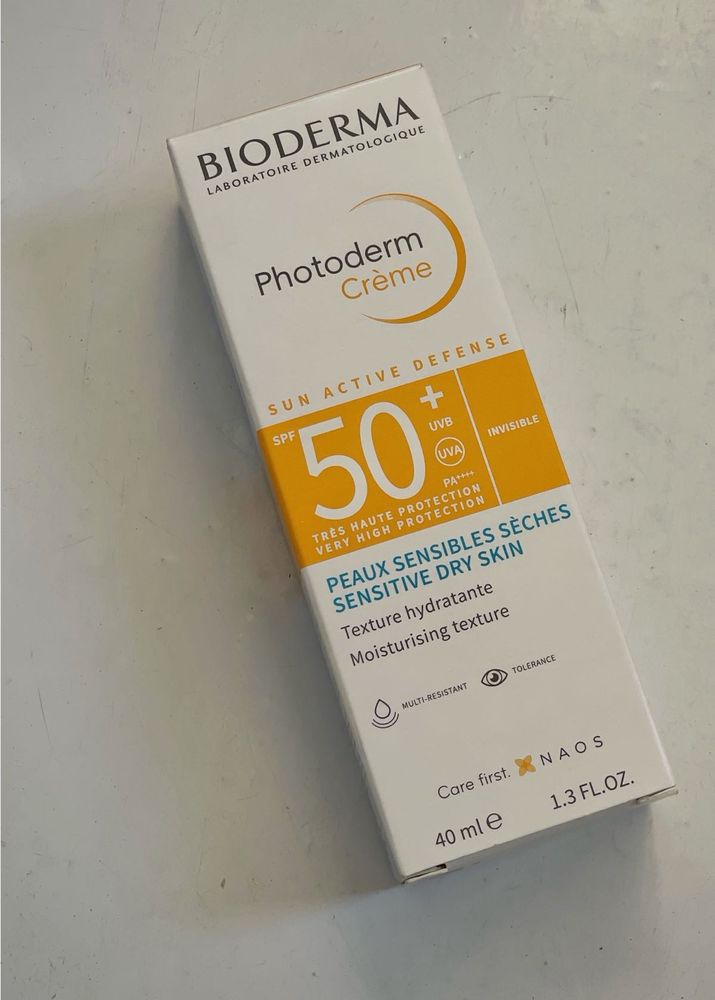 BIODERMA
LABORATOIRE DERMATOLOGIQUE
Photoderm
Crème
SUN ACTIVE DEFENSE
SPF 50+
UVB
UVA
PA++++
INVISIBLE
TRÈS HAUTE PROTECTION
VERY HIGH PROTECTION
PEAUX SENSIBLES SÈCHES
SENSITIVE DRY SKIN
Texture hydratante
Moisturising texture
MULTI-RESISTANT
TOLERANCE
Care first. NAOS
40 ml e 1.3 FL.OZ.